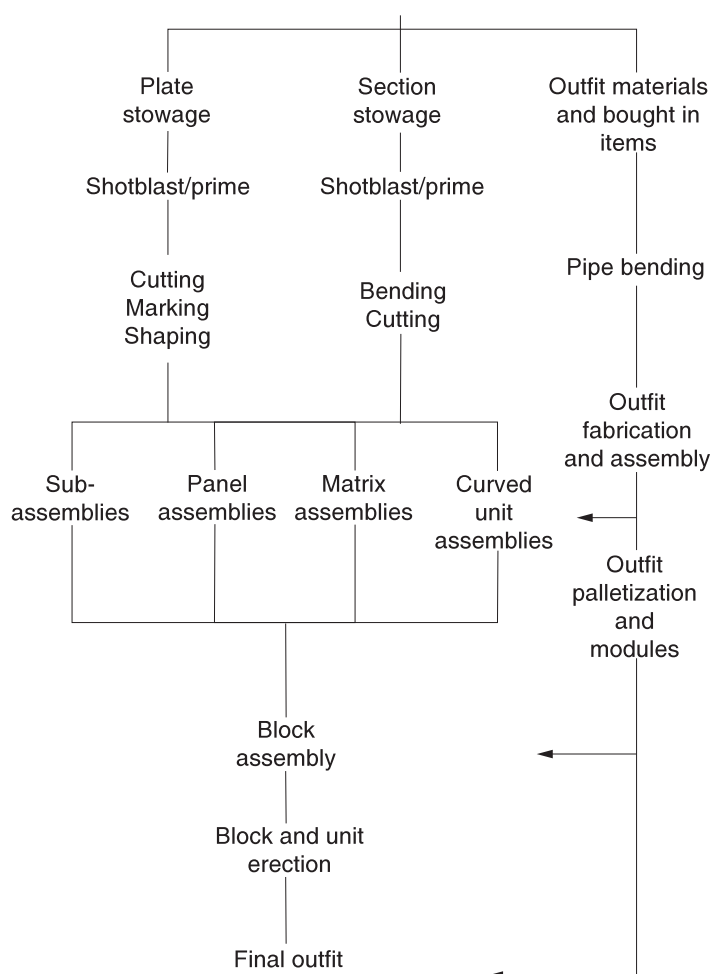 Plate
stowage
Section
stowage
Outfit materials
and bought in
items
Shotblast/prime
Shotblast/prime
Pipe bending
Cutting
Marking
Shaping
Bending
Cutting
Outfit
fabrication
and assembly
Sub-
assemblies
Panel
assemblies
Matrix
assemblies
Curved
unit
assemblies
Outfit
palletization
and
modules
Block
assembly
Block and unit
erection
Final outfit